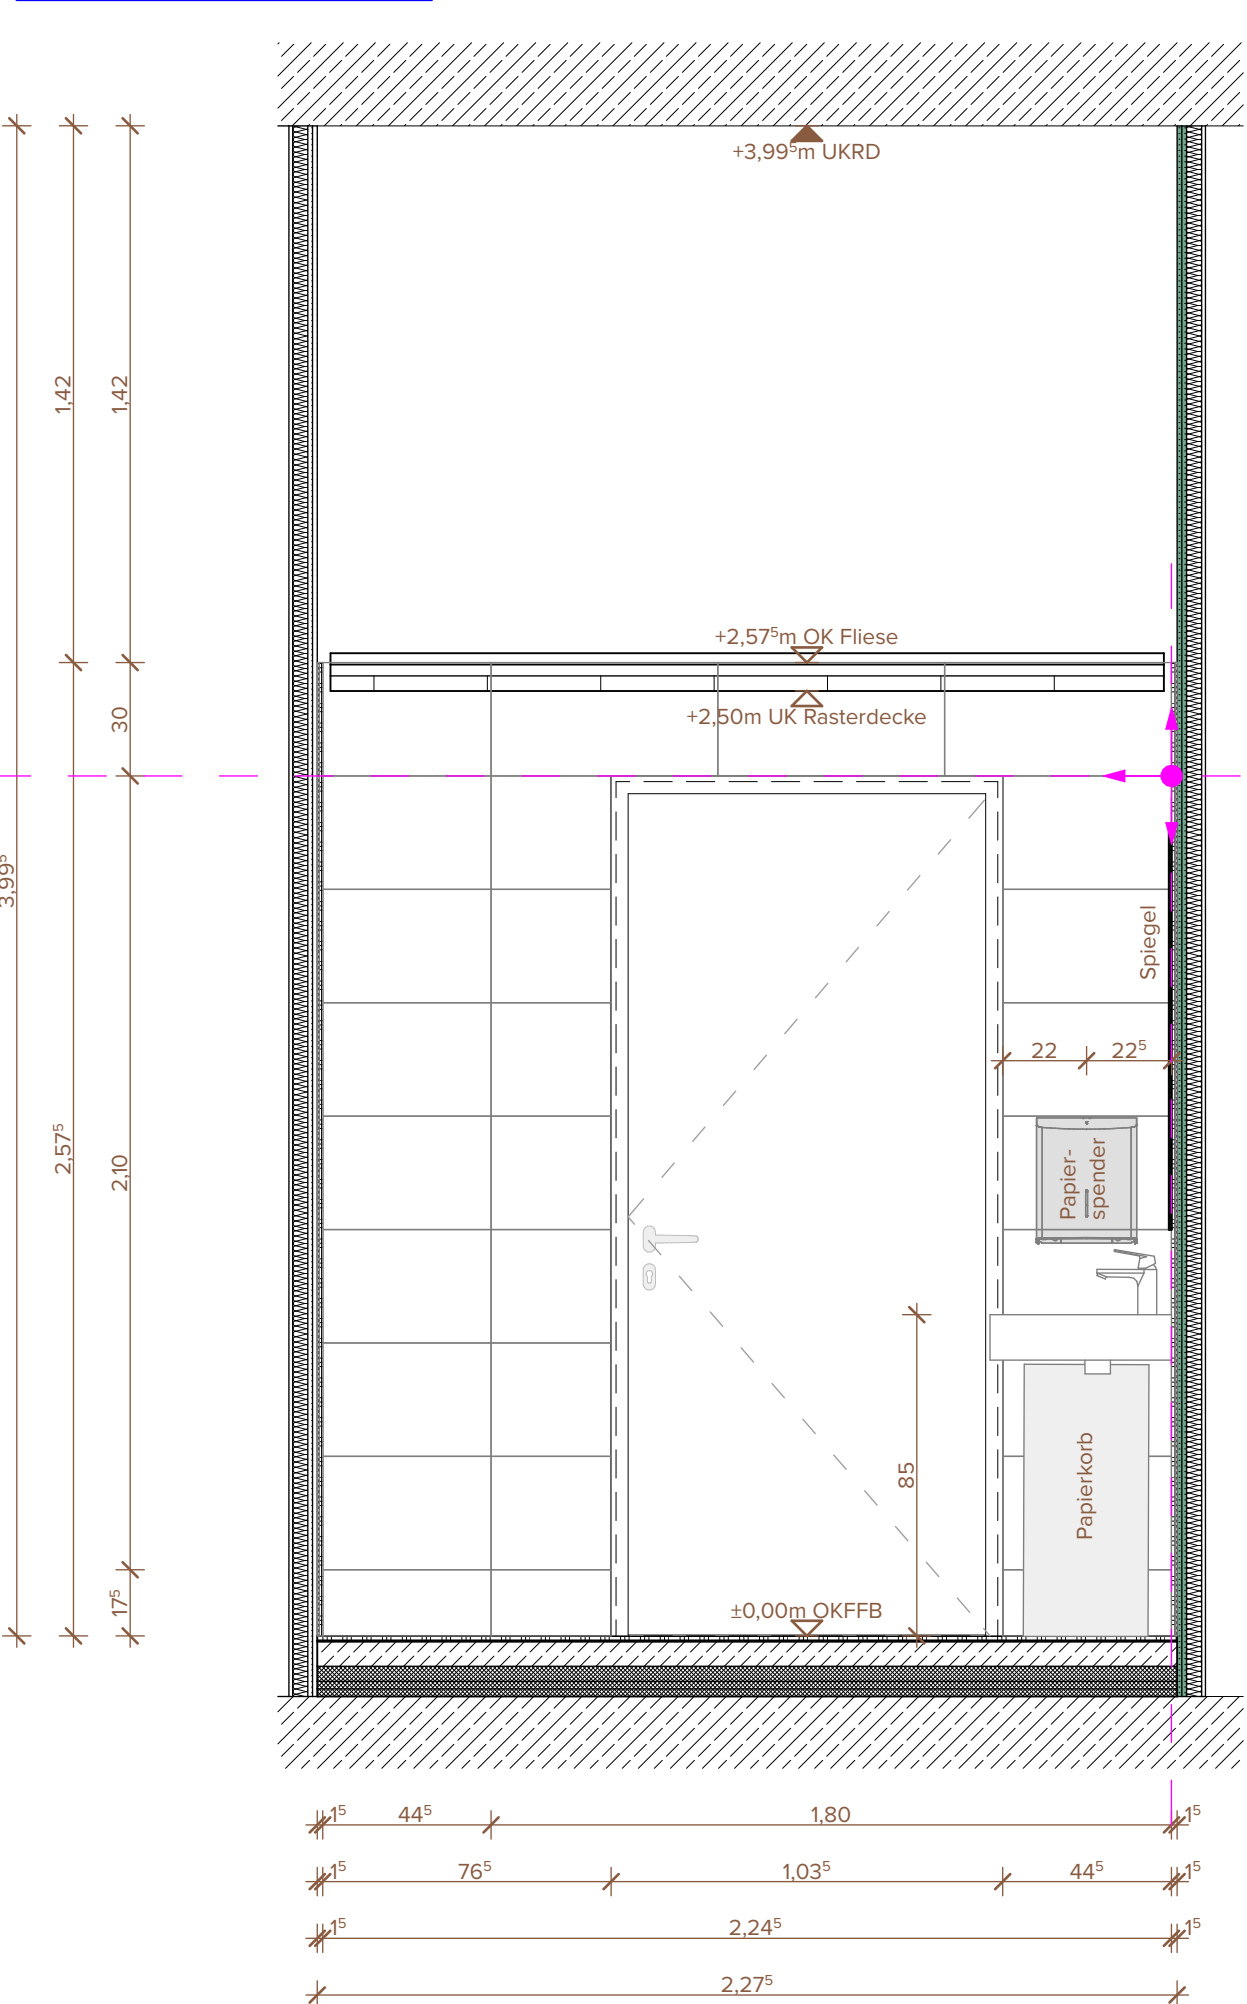 +3,99⁵m UKRD
1,42
1,42
+2,57⁵m OK Fliese
+2,50m UK Rasterdecke
30
3,99⁵
Spiegel
22
22⁵
2,57⁵
2,10
Papier-
spender
85
Papierkorb
17⁵
±0,00m OKFFB
1⁵
44⁵
1,80
1⁵
1⁵
76⁵
1,03⁵
44⁵
1⁵
1⁵
2,24⁵
1⁵
2,27⁵